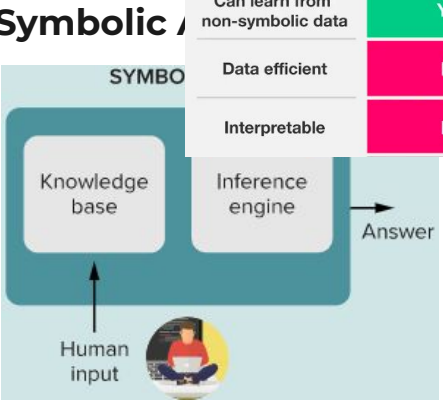 Symbolic
Can learn from
non-symbolic data
Data efficient
Interpretable
SYMBO
Knowledge
base
Inference
engine
Answer
Human
input